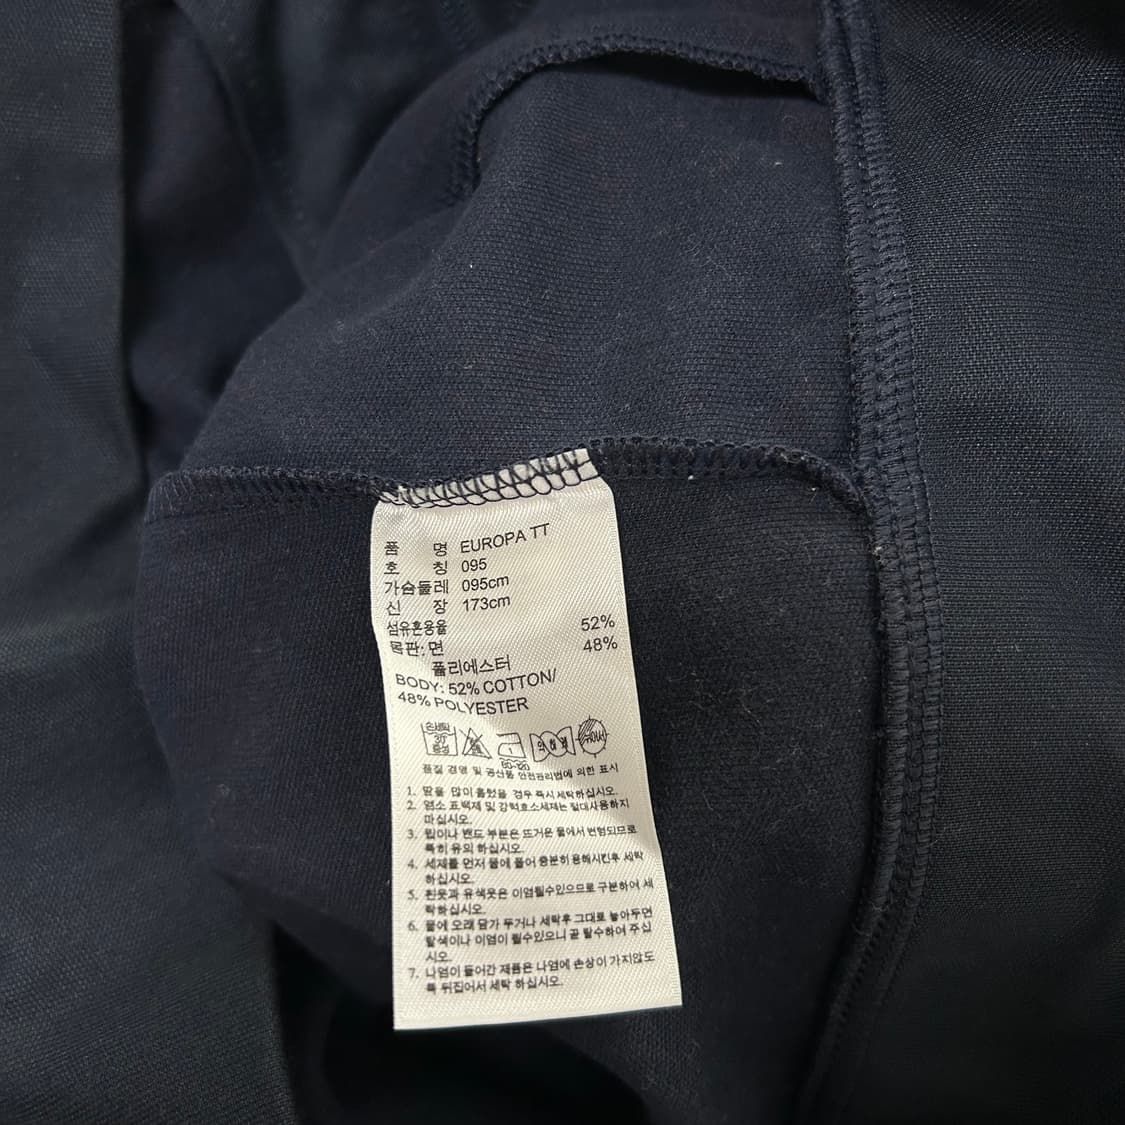 품 명 EUROPA TT
호 칭 095
가슴둘레 095cm
신 장 173cm
섬유혼용율
몸판: 면 52%
폴리에스터 48%
BODY: 52% COTTON/
48% POLYESTER
손세탁 30 중성
60-120
품질 경영 및 공산품 안전관리법에 의한 표시
1. 땀을 많이 흘렸을 경우 즉시 세탁하십시오.
2. 염소 표백제 및 강력효소세제는 절대사용하지
마십시오.
3. 립이나 밴드 부분은 뜨거운 물에서 변형되므로
특히 유의 하십시오.
4. 세제를 먼저 물에 풀어 충분히 용해시킨후 세탁
하십시오.
5. 흰옷과 유색옷은 이염될수있으므로 구분하여 세
탁하십시오.
6. 물에 오래 담가 두거나 세탁후 그대로 놓아두면
탈색이나 이염이 될수있으니 곧 탈수하여 주십
시오.
7. 나염이 들어간 제품은 나염에 손상이 가지않도
록 뒤집어서 세탁 하십시오.